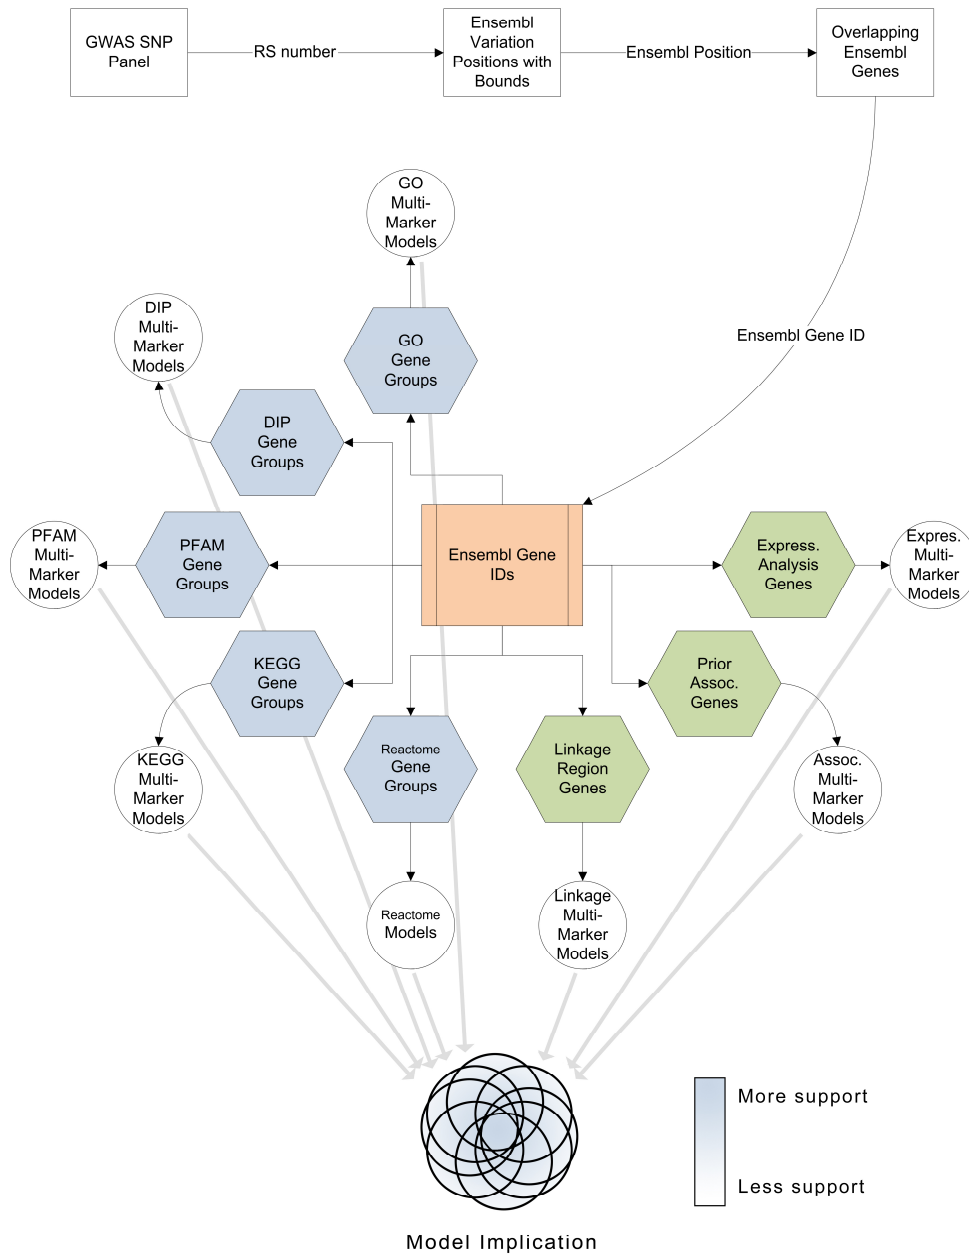 GWAS SNP
Panel
RS number
Ensembl
Variation
Positions with
Bounds
Ensembl Position
Overlapping
Ensembl
Genes
GO
Multi-
Marker
Models
Ensembl Gene ID
DIP
Multi-
Marker
Models
GO
Gene
Groups
DIP
Gene
Groups
PFAM
Multi-
Marker
Models
PFAM
Gene
Groups
Ensembl Gene
IDs
Express.
Analysis
Genes
Expres.
Multi-
Marker
Models
KEGG
Gene
Groups
Prior
Assoc.
Genes
KEGG
Multi-
Marker
Models
Reactome
Gene
Groups
Linkage
Region
Genes
Assoc.
Multi-
Marker
Models
Reactome
Models
Linkage
Multi-
Marker
Models
More support
Less support
Model Implication